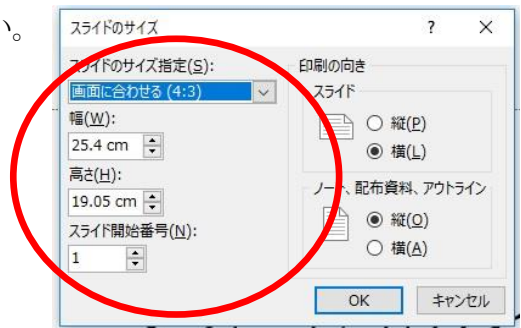 い。
スライドのサイズ ? ×
スライドのサイズ指定(S):
画面に合わせる (4:3)
幅(W):
25.4 cm
高さ(H):
19.05 cm
スライド開始番号(N):
1
印刷の向き
スライド
縦(P)
横(L)
ノート、配布資料、アウトライン
縦(O)
横(A)
OK キャンセル